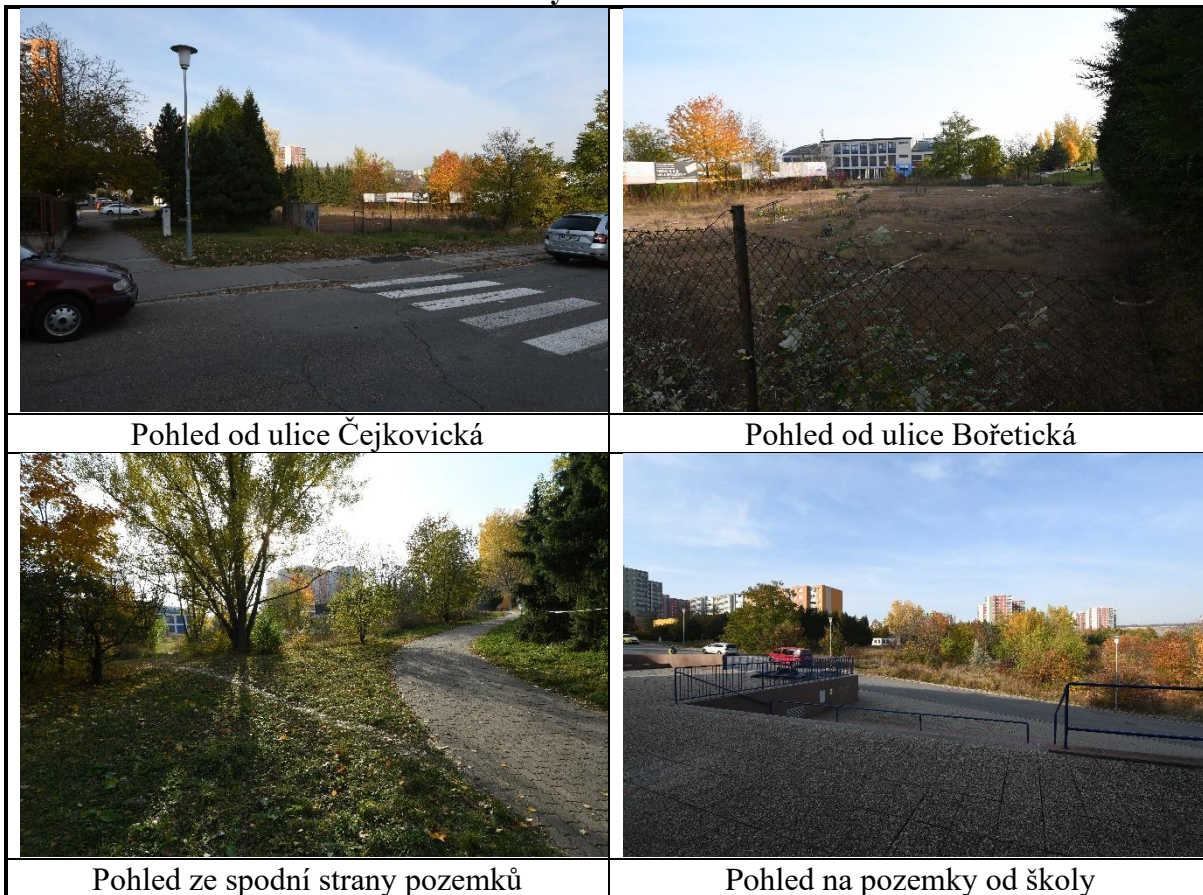 Pohled od ulice Čejkovická
Pohled od ulice Bořetická
Pohled ze spodní strany pozemků
Pohled na pozemky od školy